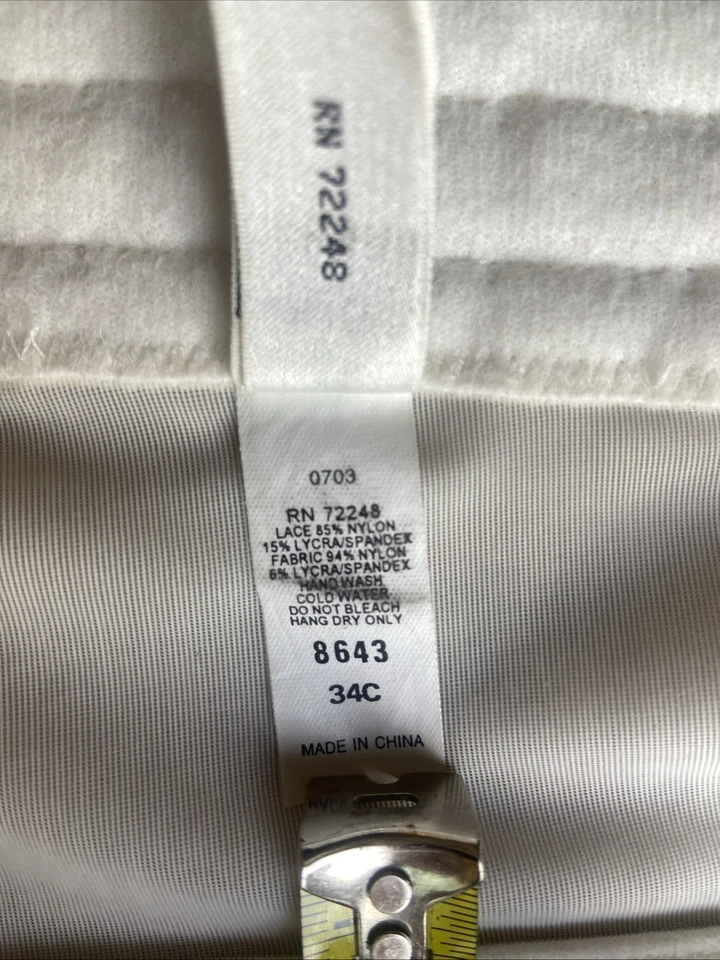 RN 72248
0703
RN 72248
LACE 85% NYLON
15% LYCRA/SPANDEX
FABRIC 94% NYLON
6% LYCRA/SPANDEX
HAND WASH
COLD WATER
DO NOT BLEACH
HANG DRY ONLY
8643
34C
MADE IN CHINA